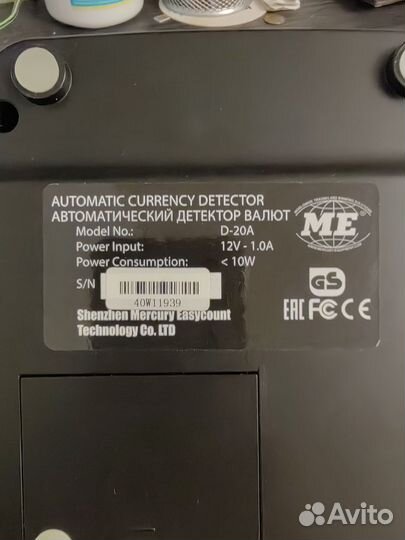 AUTOMATIC CURRENCY DETECTOR
АВТОМАТИЧЕСКИЙ ДЕТЕКТОР ВАЛЮТ
Model No.: D-20A
Power Input: 12V - 1.0A
Power Consumption: < 10W
S/N
40W11939
Shenzhen Mercury Easycount
Technology Co. LTD
ME
GS
EAC FC CE
Avito